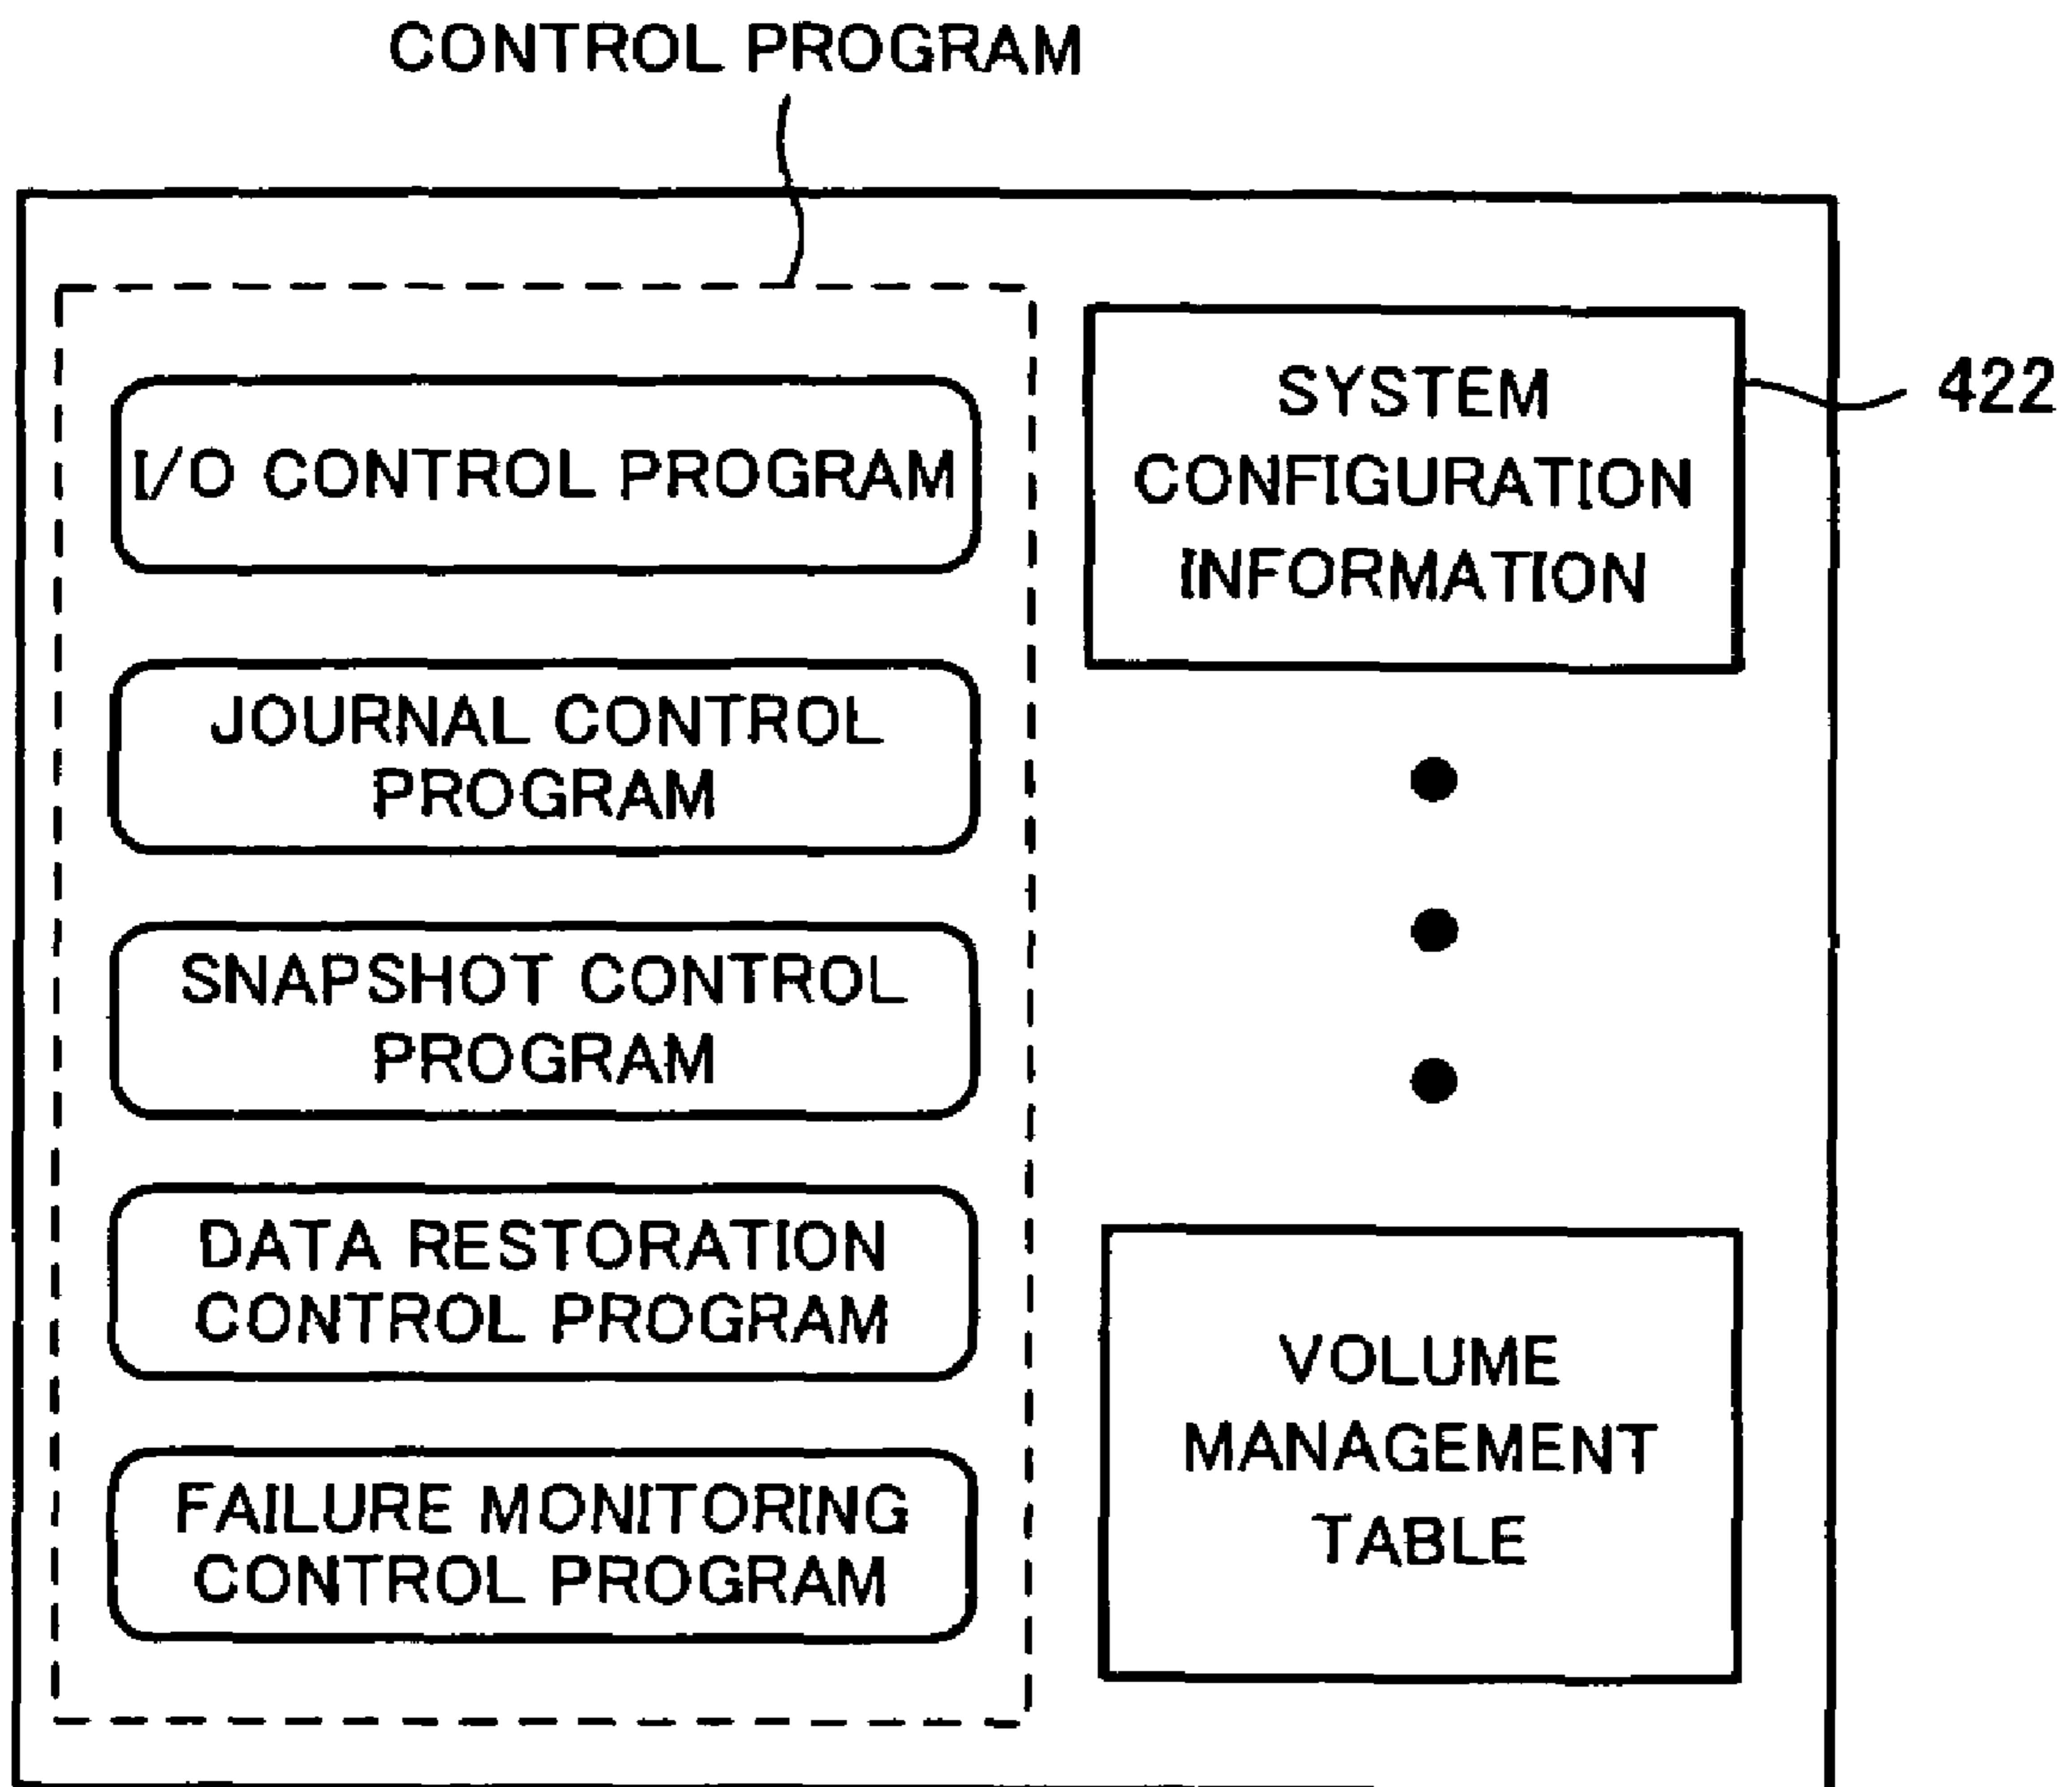 CONTROL PROGRAM
I/O CONTROL PROGRAM
JOURNAL CONTROL
PROGRAM
SNAPSHOT CONTROL
PROGRAM
DATA RESTORATION
CONTROL PROGRAM
FAILURE MONITORING
CONTROL PROGRAM
SYSTEM
CONFIGURATION
INFORMATION
422
VOLUME
MANAGEMENT
TABLE